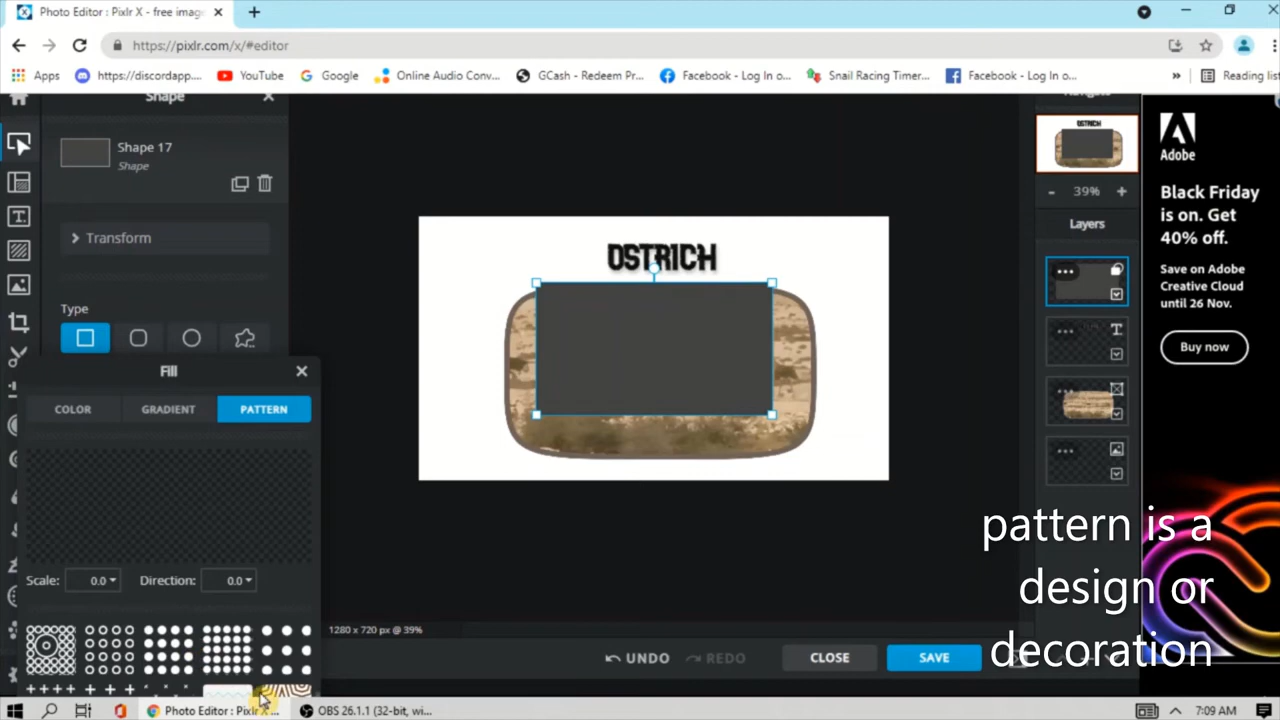 Photo Editor : Pixlr X - free imag
https://pixlr.com/x/#editor
Apps
https://discordapp....
YouTube
Google
Online Audio Conv...
GCash - Redeem Pr...
Facebook - Log In o...
Snail Racing Timer...
Facebook - Log In o...
»
Reading list
Shape
Shape 17
Shape
Transform
Type
Fill
COLOR
GRADIENT
PATTERN
Scale: 0.0
Direction: 0.0
OSTRICH
1280 x 720 px @ 39%
UNDO
REDO
CLOSE
SAVE
Navigate
OSTRICH
- 39% +
Layers
T
Adobe
Black Friday
is on. Get
40% off.
Save on Adobe
Creative Cloud
until 26 Nov.
Buy now
pattern is a
design or
decoration
Photo Editor : Pixlr X ...
OBS 26.1.1 (32-bit, wi...
7:09 AM